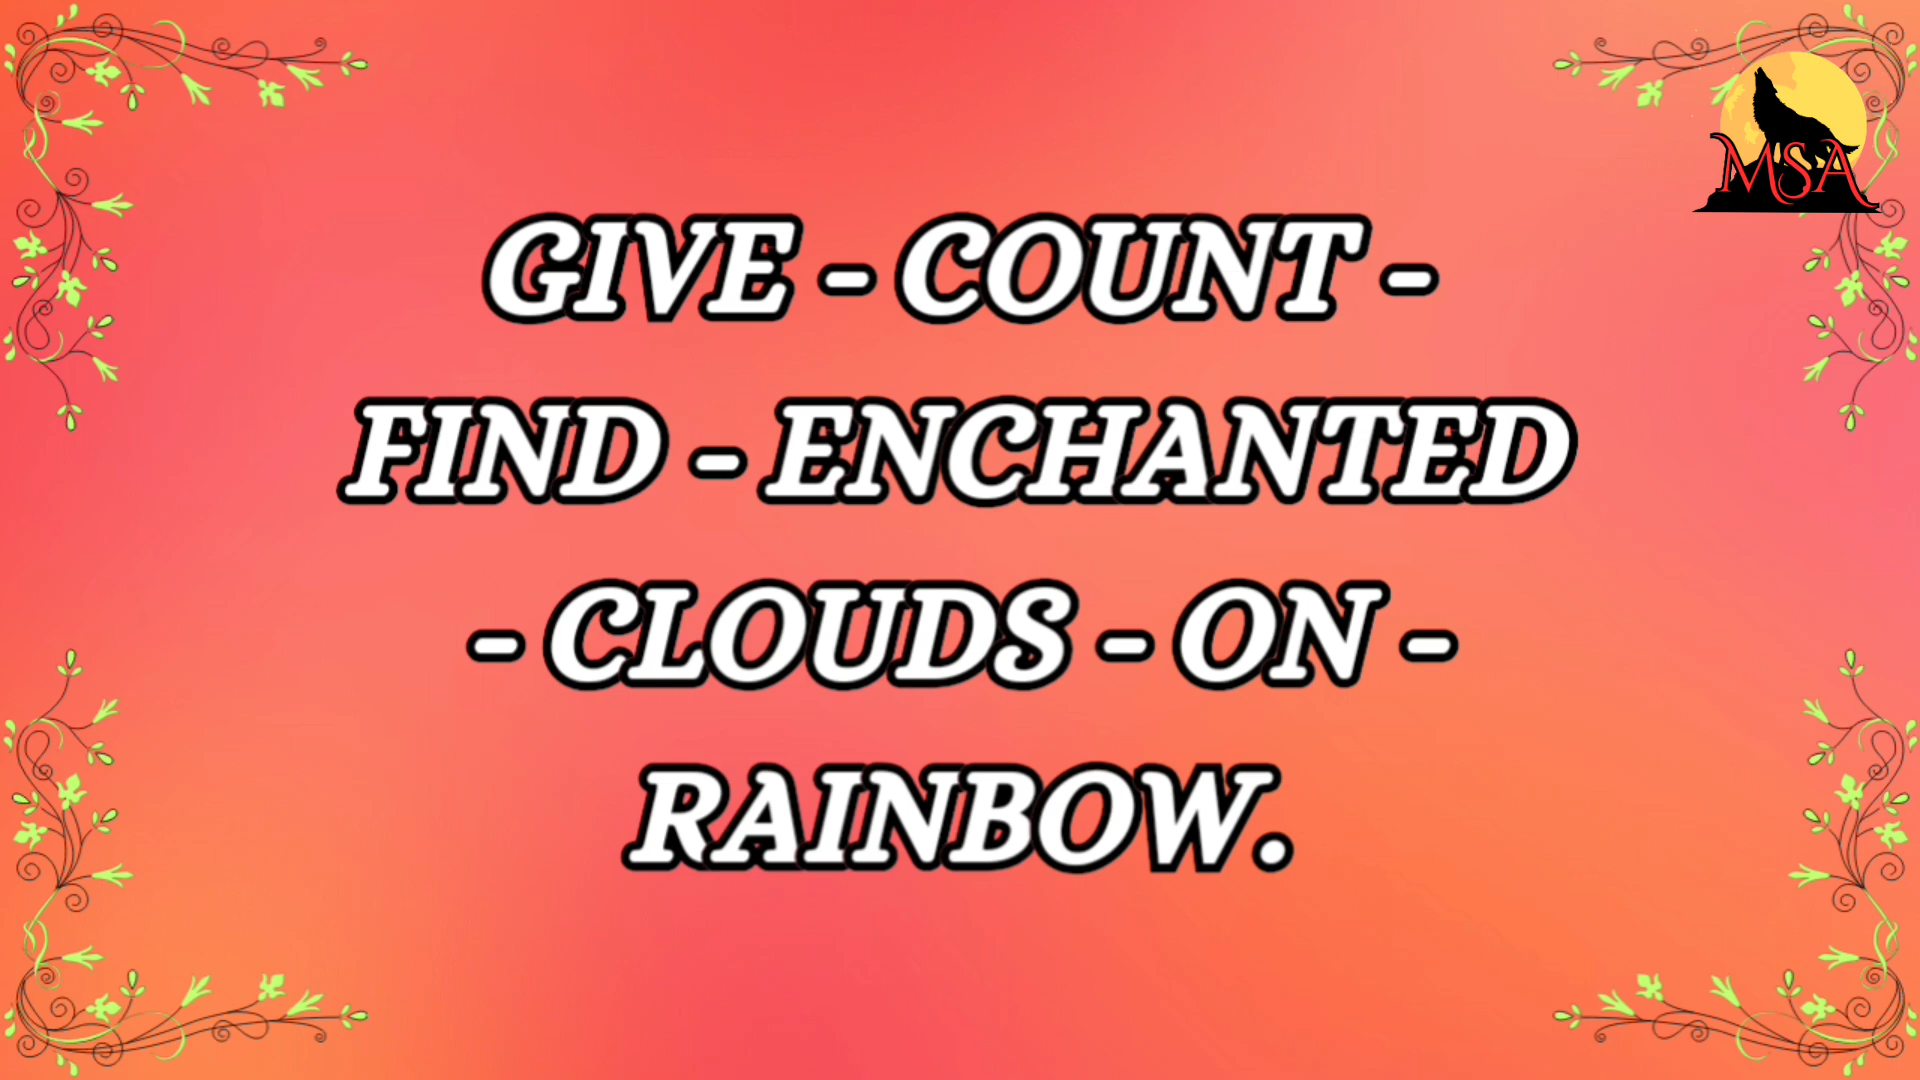 MSA
GIVE - COUNT -
FIND - ENCHANTED
- CLOUDS - ON -
RAINBOW.